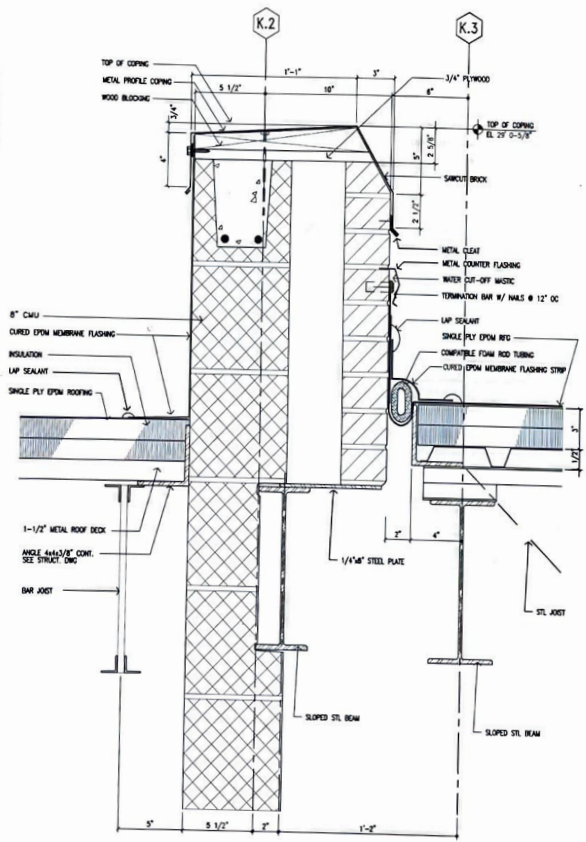 K.2
K.3
TOP OF COPING
METAL PROFILE COPING
WOOD BLOCKING
1'-1"
3"
5 1/2"
10"
6"
3/4" PLYWOOD
TOP OF COPING
EL 29' 0-5/8"
3/4"
4"
5"
2 5/8"
2 1/2"
SAWCUT BRICK
METAL CLEAT
METAL COUNTER FLASHING
WATER CUT-OFF MASTIC
TERMINATION BAR W/ NAILS @ 12" OC
LAP SEALANT
SINGLE PLY EPDM RFG
COMPATIBLE FOAM ROD TUBING
CURED EPDM MEMBRANE FLASHING STRIP
8" CMU
CURED EPDM MEMBRANE FLASHING
INSULATION
LAP SEALANT
SINGLE PLY EPDM ROOFING
3"
1/2"
1-1/2" METAL ROOF DECK
ANGLE 4x4x3/8" CONT.
SEE STRUCT. DWG
BAR JOIST
2"
4"
1/4"x8" STEEL PLATE
STL JOIST
SLOPED STL BEAM
SLOPED STL BEAM
5"
5 1/2"
2"
1'-2"